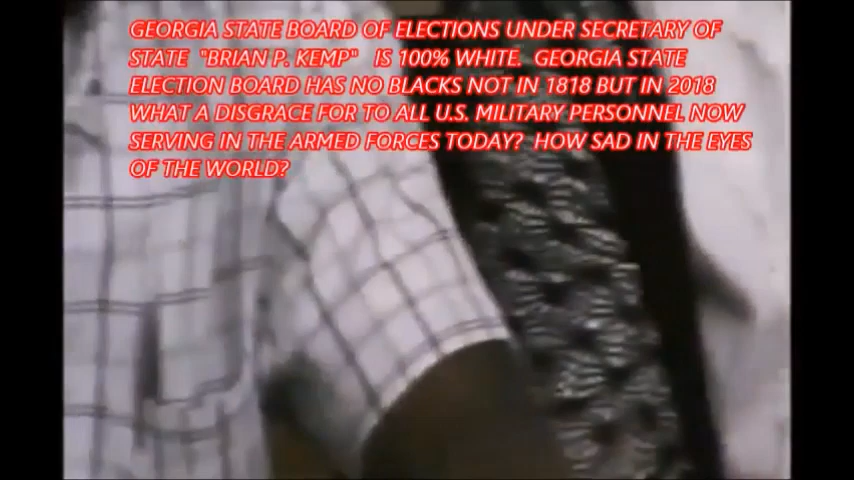 GEORGIA STATE BOARD OF ELECTIONS UNDER SECRETARY OF
STATE "BRIAN P. KEMP" IS 100% WHITE. GEORGIA STATE
ELECTION BOARD HAS NO BLACKS NOT IN 1818 BUT IN 2018
WHAT A DISGRACE FOR TO ALL U.S. MILITARY PERSONNEL NOW
SERVING IN THE ARMED FORCES TODAY? HOW SAD IN THE EYES
OF THE WORLD?